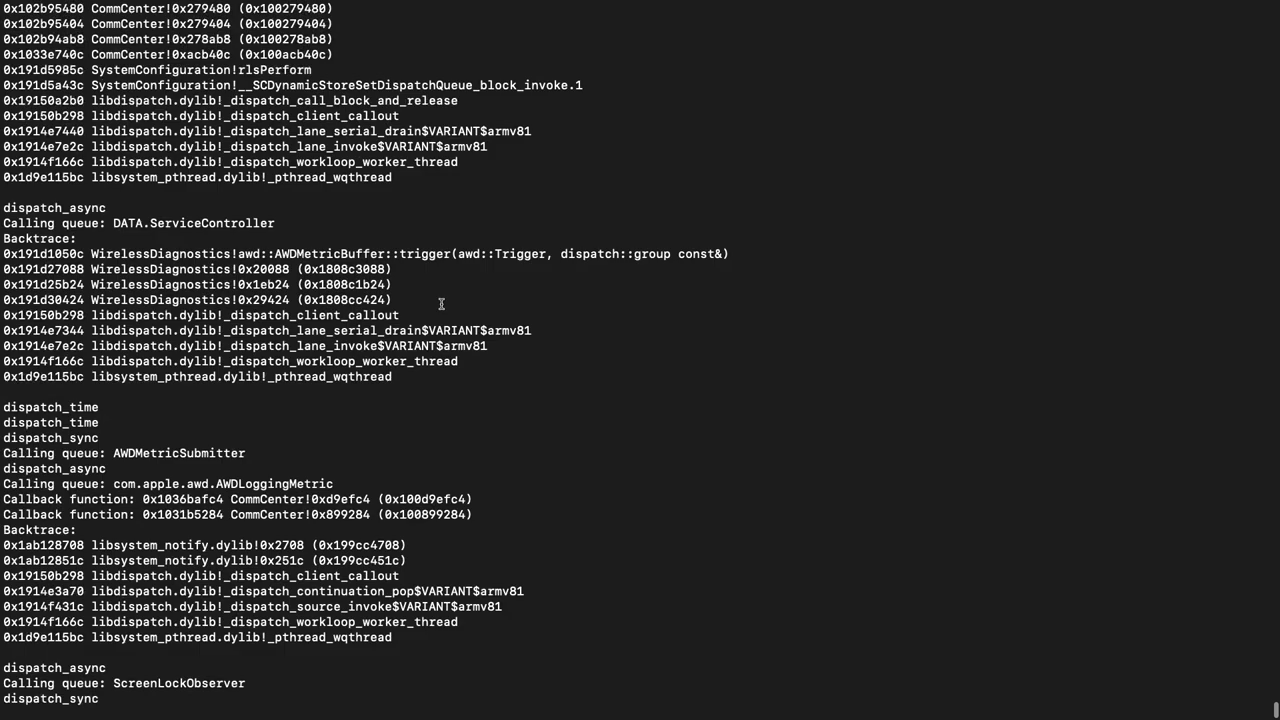 0x102b95480 CommCenter!0x279480 (0x100279480)
0x102b95404 CommCenter!0x279404 (0x100279404)
0x102b94ab8 CommCenter!0x278ab8 (0x100278ab8)
0x1033e740c CommCenter!0xacb40c (0x100acb40c)
0x191d5985c SystemConfiguration!rlsPerform
0x191d5a43c SystemConfiguration!__SCDynamicStoreSetDispatchQueue_block_invoke.1
0x19150a2b0 libdispatch.dylib!_dispatch_call_block_and_release
0x19150b298 libdispatch.dylib!_dispatch_client_callout
0x1914e7440 libdispatch.dylib!_dispatch_lane_serial_drain$VARIANT$armv81
0x1914e7e2c libdispatch.dylib!_dispatch_lane_invoke$VARIANT$armv81
0x1914f166c libdispatch.dylib!_dispatch_workloop_worker_thread
0x1d9e115bc libsystem_pthread.dylib!_pthread_wqthread
dispatch_async
Calling queue: DATA.ServiceController
Backtrace:
0x191d1050c WirelessDiagnostics!awd::AWDMetricBuffer::trigger(awd::Trigger, dispatch::group const&)
0x191d27088 WirelessDiagnostics!0x20088 (0x1808c3088)
0x191d25b24 WirelessDiagnostics!0x1eb24 (0x1808c1b24)
0x191d30424 WirelessDiagnostics!0x29424 (0x1808cc424)
0x19150b298 libdispatch.dylib!_dispatch_client_callout
0x1914e7344 libdispatch.dylib!_dispatch_lane_serial_drain$VARIANT$armv81
0x1914e7e2c libdispatch.dylib!_dispatch_lane_invoke$VARIANT$armv81
0x1914f166c libdispatch.dylib!_dispatch_workloop_worker_thread
0x1d9e115bc libsystem_pthread.dylib!_pthread_wqthread
dispatch_time
dispatch_time
dispatch_sync
Calling queue: AWDMetricSubmitter
dispatch_async
Calling queue: com.apple.awd.AWDLoggingMetric
Callback function: 0x1036bafc4 CommCenter!0xd9efc4 (0x100d9efc4)
Callback function: 0x1031b5284 CommCenter!0x899284 (0x100899284)
Backtrace:
0x1ab128708 libsystem_notify.dylib!0x2708 (0x199cc4708)
0x1ab12851c libsystem_notify.dylib!0x251c (0x199cc451c)
0x19150b298 libdispatch.dylib!_dispatch_client_callout
0x1914e3a70 libdispatch.dylib!_dispatch_continuation_pop$VARIANT$armv81
0x1914f431c libdispatch.dylib!_dispatch_source_invoke$VARIANT$armv81
0x1914f166c libdispatch.dylib!_dispatch_workloop_worker_thread
0x1d9e115bc libsystem_pthread.dylib!_pthread_wqthread
dispatch_async
Calling queue: ScreenLockObserver
dispatch_sync